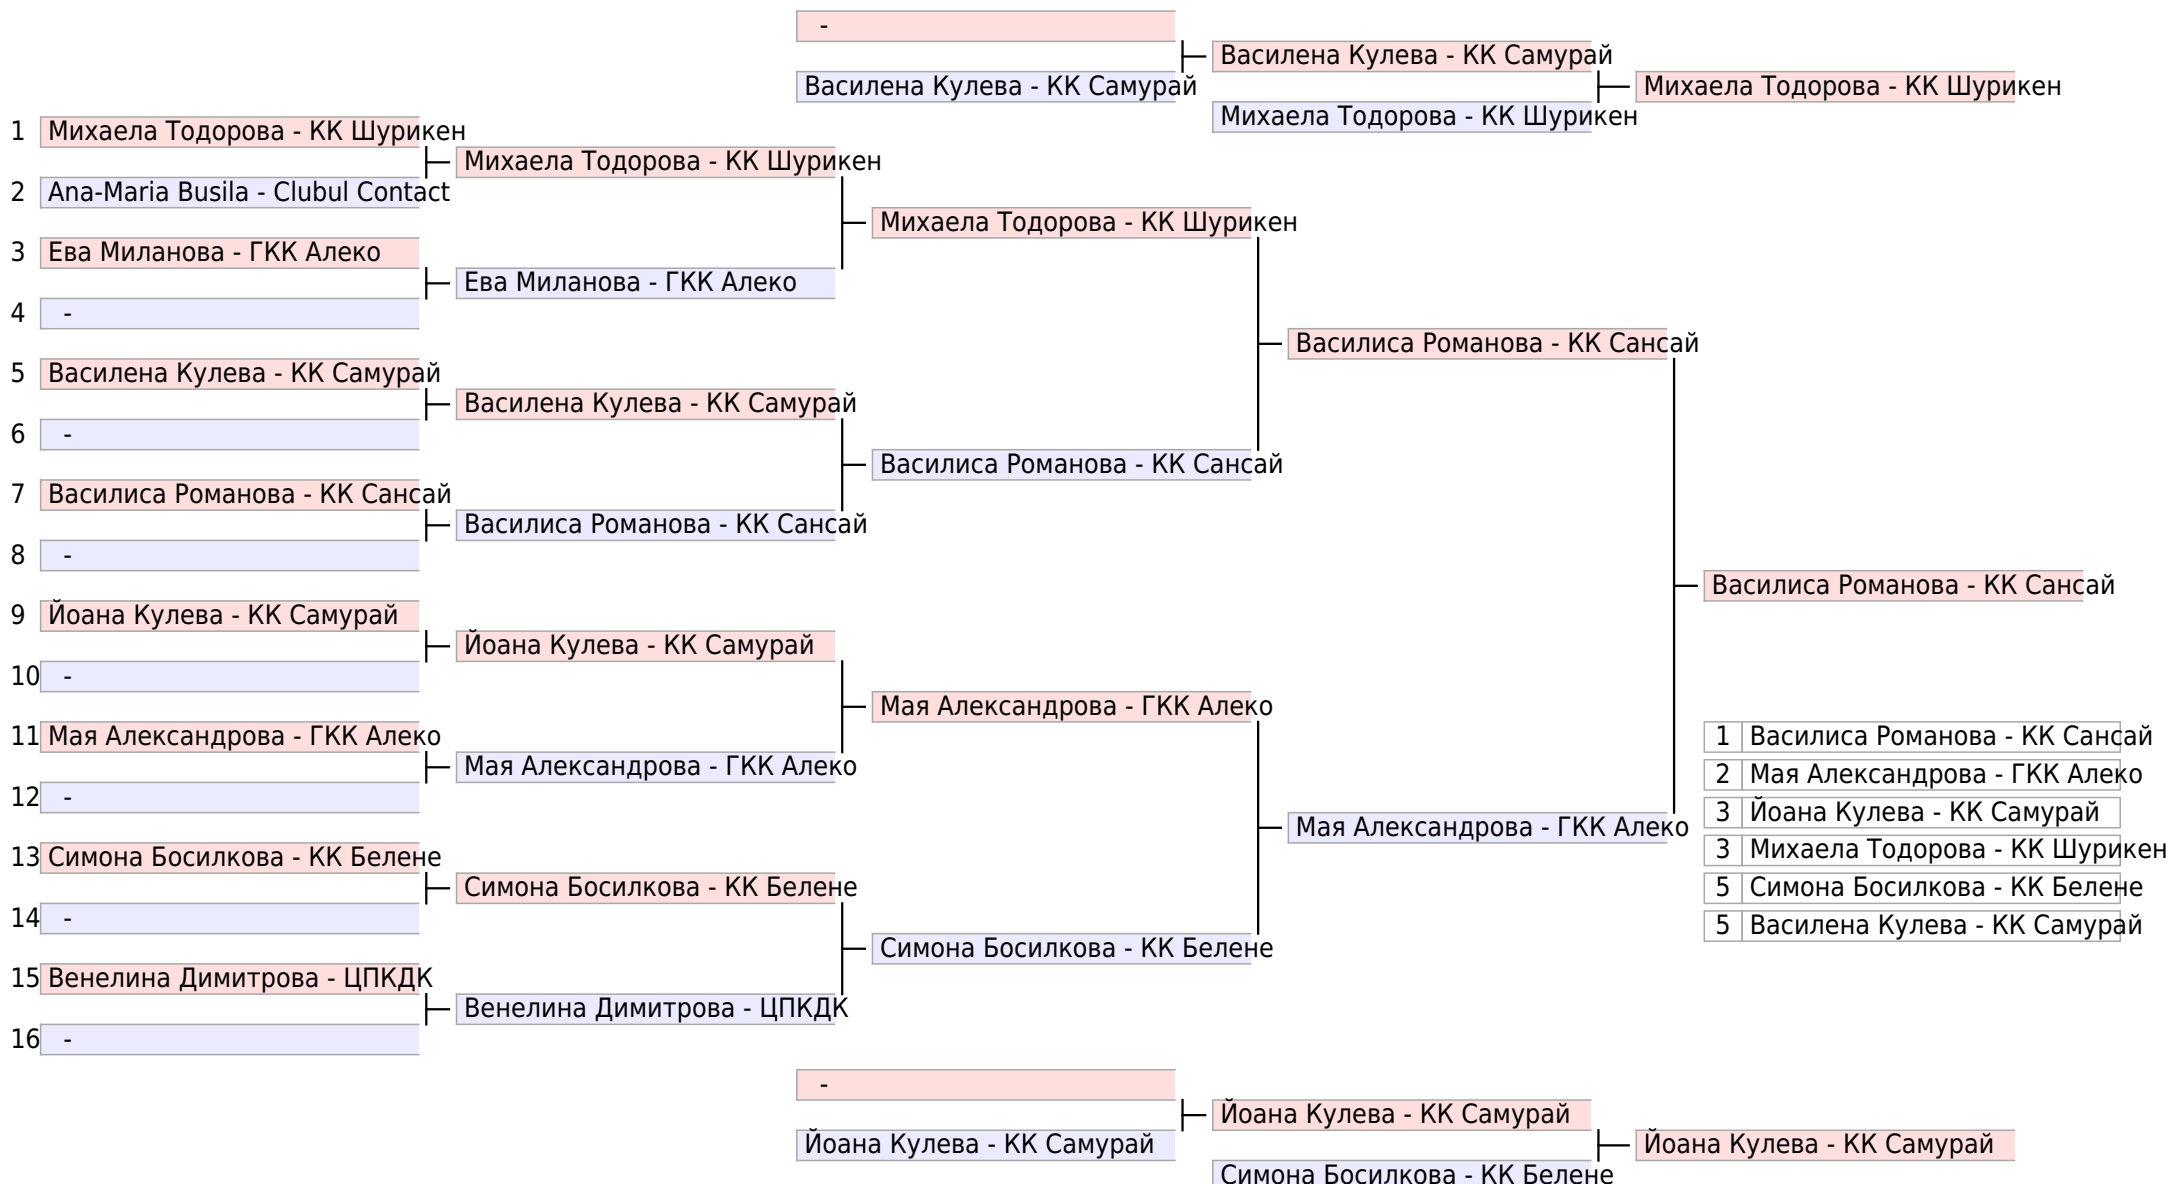 -
Василена Кулева - КК Самурай
Василена Кулева - КК Самурай
Михаела Тодорова - КК Шурикен
Михаела Тодорова - КК Шурикен
1 Михаела Тодорова - КК Шурикен
2 Ana-Maria Busila - Clubul Contact
3 Ева Миланова - ГКК Алеко
4 -
5 Василена Кулева - КК Самурай
6 -
7 Василиса Романова - КК Сансай
8 -
9 Йоана Кулева - КК Самурай
10 -
11 Мая Александрова - ГКК Алеко
12 -
13 Симона Босилкова - КК Белене
14 -
15 Венелина Димитрова - ЦПКДК
16 -
Михаела Тодорова - КК Шурикен
Ева Миланова - ГКК Алеко
Василена Кулева - КК Самурай
Василиса Романова - КК Сансай
Йоана Кулева - КК Самурай
Мая Александрова - ГКК Алеко
Симона Босилкова - КК Белене
Венелина Димитрова - ЦПКДК
Михаела Тодорова - КК Шурикен
Василиса Романова - КК Сансай
Мая Александрова - ГКК Алеко
Симона Босилкова - КК Белене
Василиса Романова - КК Сансай
Мая Александрова - ГКК Алеко
Василиса Романова - КК Сансай
1 Василиса Романова - КК Сансай
2 Мая Александрова - ГКК Алеко
3 Йоана Кулева - КК Самурай
3 Михаела Тодорова - КК Шурикен
5 Симона Босилкова - КК Белене
5 Василена Кулева - КК Самурай
-
Йоана Кулева - КК Самурай
Йоана Кулева - КК Самурай
Симона Босилкова - КК Белене
Йоана Кулева - КК Самурай